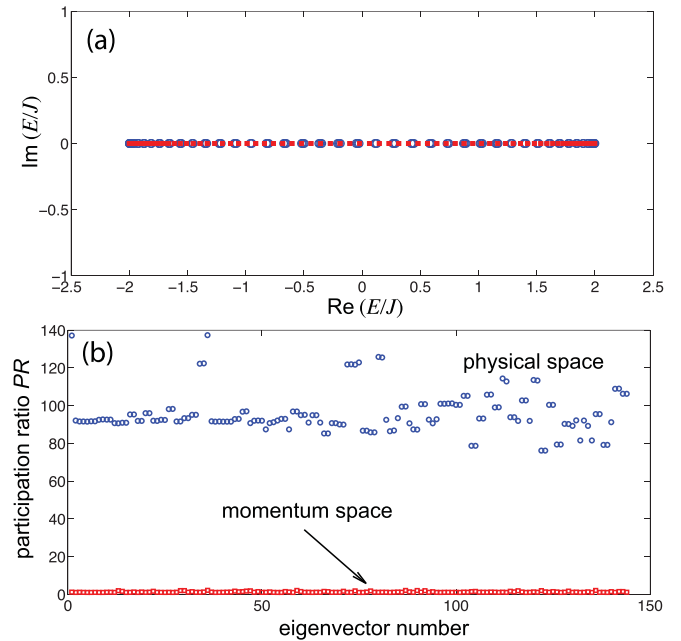 (a)
1
0.5
0
−0.5
−1
Im (E/J)
−2.5 −2 −1.5 −1 −0.5 0 0.5 1 1.5 2 2.5
Re (E/J)
(b)
140
120
100
80
60
40
20
0
participation ratio PR
physical space
momentum space
0 50 100 150
eigenvector number